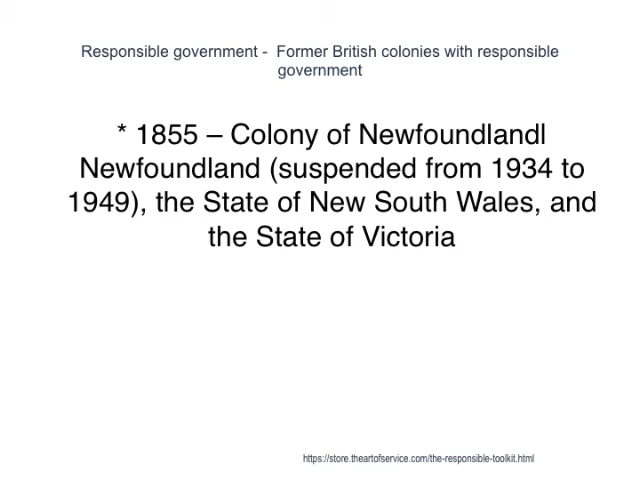 Responsible government -  Former British colonies with responsible
government
* 1855 – Colony of Newfoundlandl
Newfoundland (suspended from 1934 to
1949), the State of New South Wales, and
the State of Victoria
https://store.theartofservice.com/the-responsible-toolkit.html